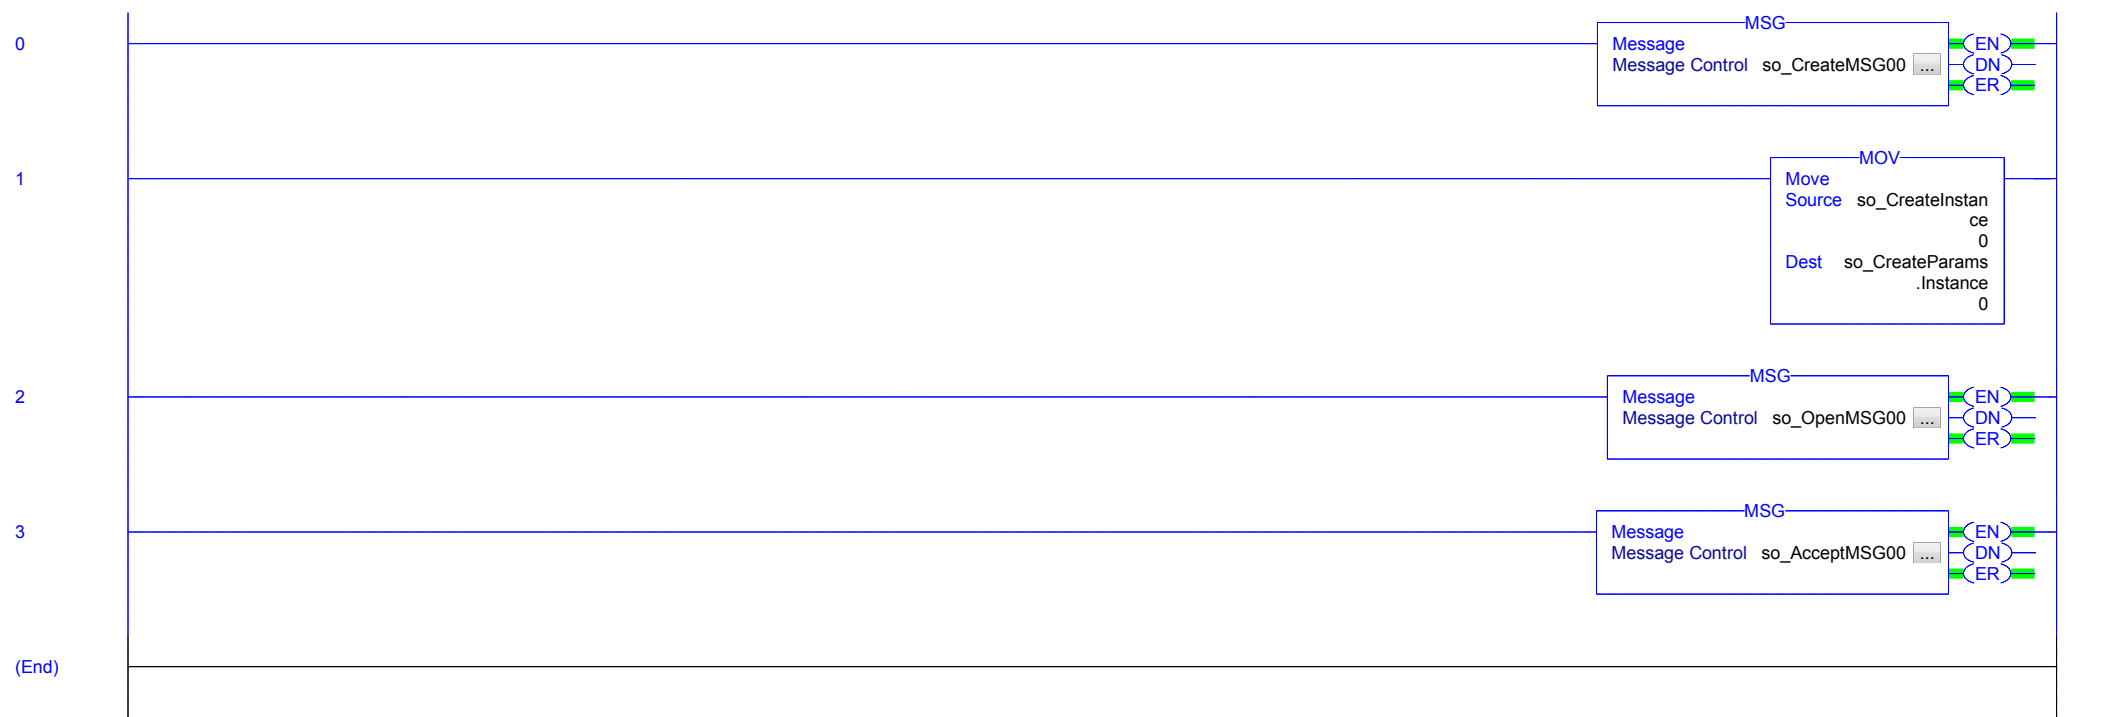 MSG
0
Message
EN
Message Control so_CreateMSG00 ...
DN
ER
MOV
1
Move
Source so_CreateInstan
ce
0
Dest so_CreateParams
.Instance
0
MSG
2
Message
EN
Message Control so_OpenMSG00 ...
DN
ER
MSG
3
Message
EN
Message Control so_AcceptMSG00 ...
DN
ER
(End)